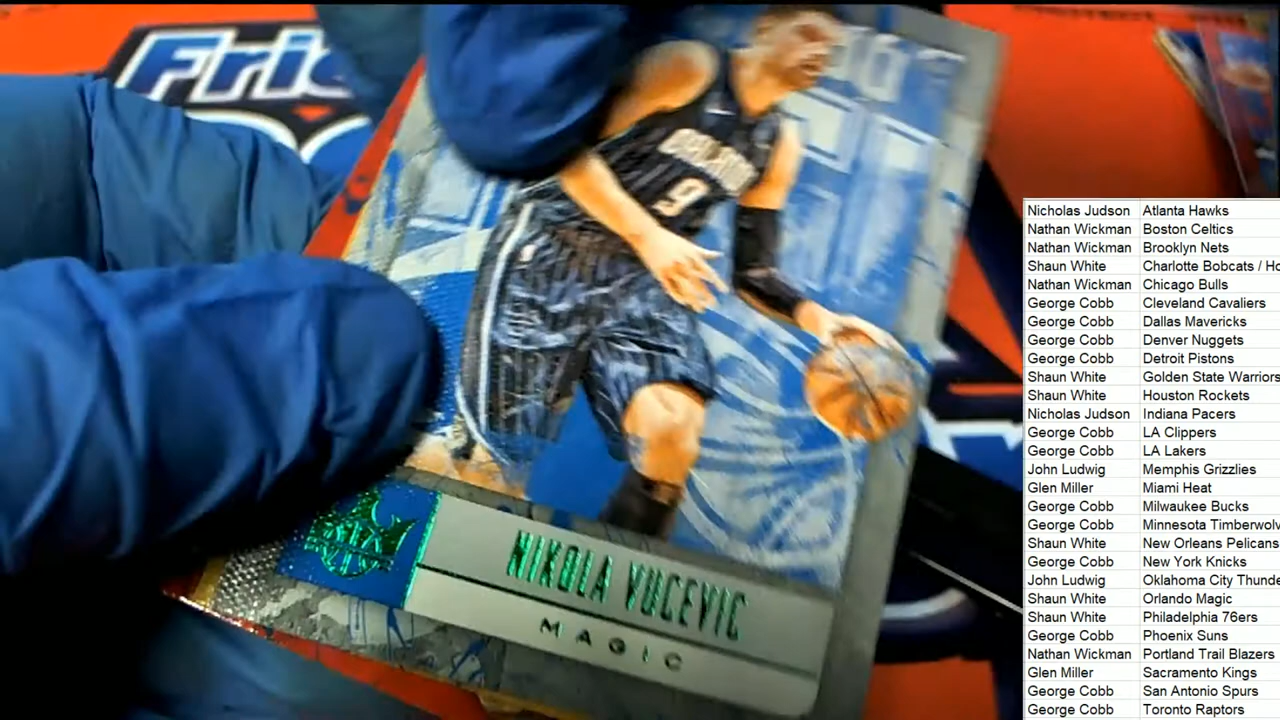 Fri
9
NIKOLA VUCEVIC
MAGIC
Nicholas Judson Atlanta Hawks
Nathan Wickman Boston Celtics
Nathan Wickman Brooklyn Nets
Shaun White Charlotte Bobcats / Ho
Nathan Wickman Chicago Bulls
George Cobb Cleveland Cavaliers
George Cobb Dallas Mavericks
George Cobb Denver Nuggets
George Cobb Detroit Pistons
Shaun White Golden State Warriors
Shaun White Houston Rockets
Nicholas Judson Indiana Pacers
George Cobb LA Clippers
George Cobb LA Lakers
John Ludwig Memphis Grizzlies
Glen Miller Miami Heat
George Cobb Milwaukee Bucks
George Cobb Minnesota Timberwolv
Shaun White New Orleans Pelicans
George Cobb New York Knicks
John Ludwig Oklahoma City Thunde
Shaun White Orlando Magic
Shaun White Philadelphia 76ers
George Cobb Phoenix Suns
Nathan Wickman Portland Trail Blazers
Glen Miller Sacramento Kings
George Cobb San Antonio Spurs
George Cobb Toronto Raptors